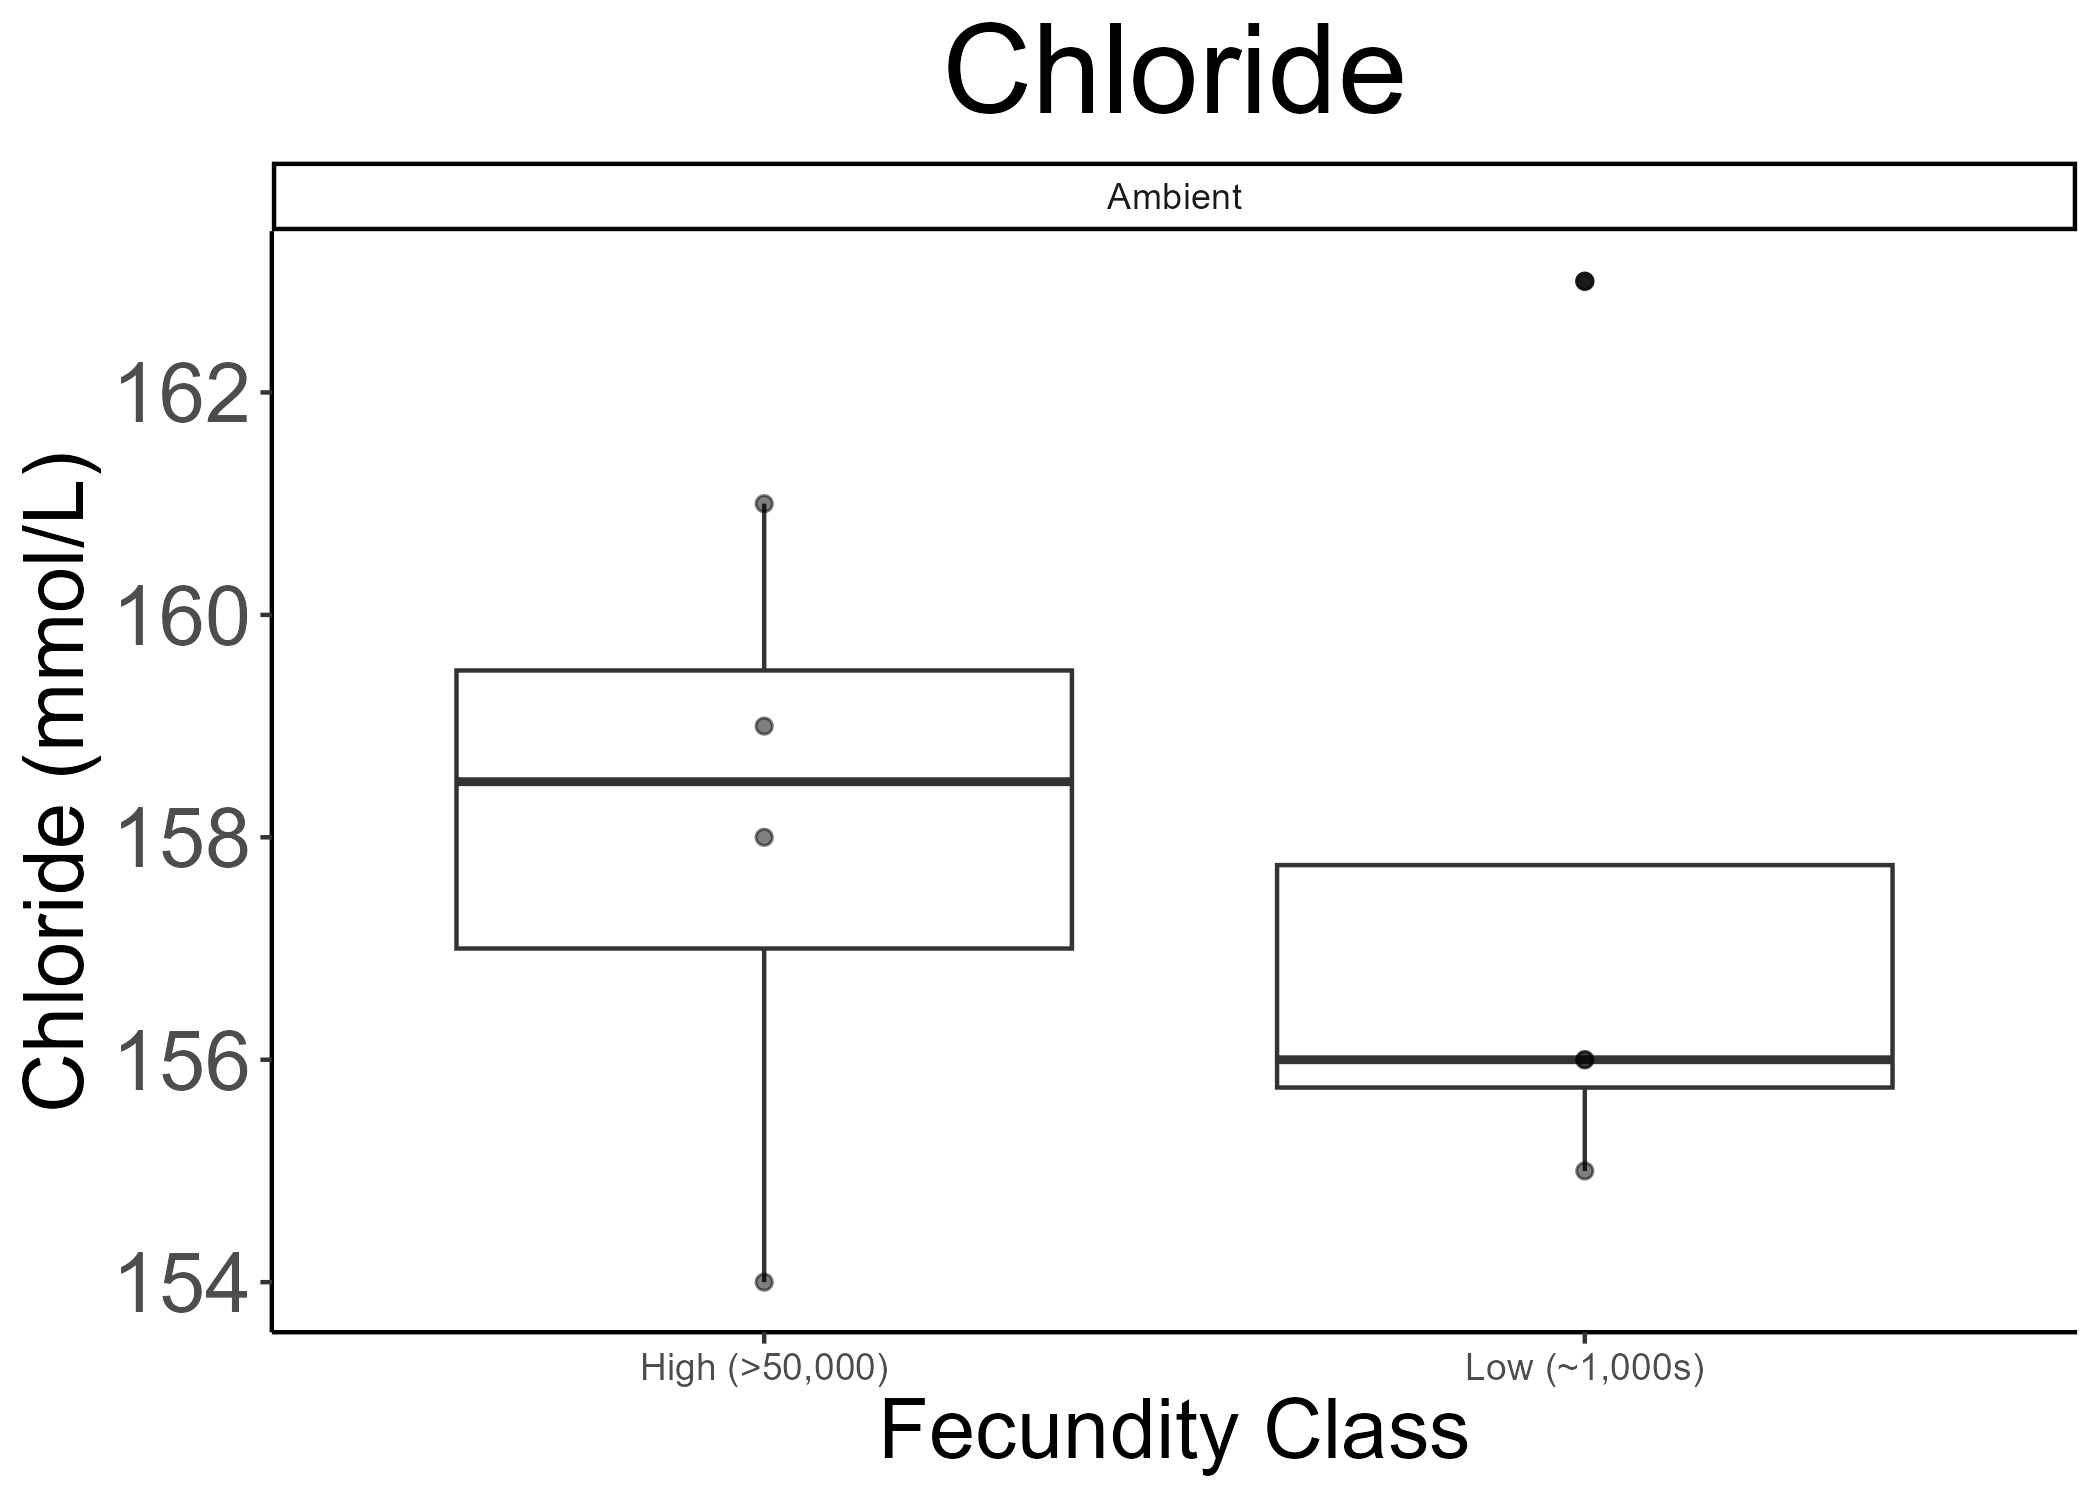 Chloride
Ambient
Chloride (mmol/L)
162
160
158
156
154
High (>50,000)
Low (~1,000s)
Fecundity Class